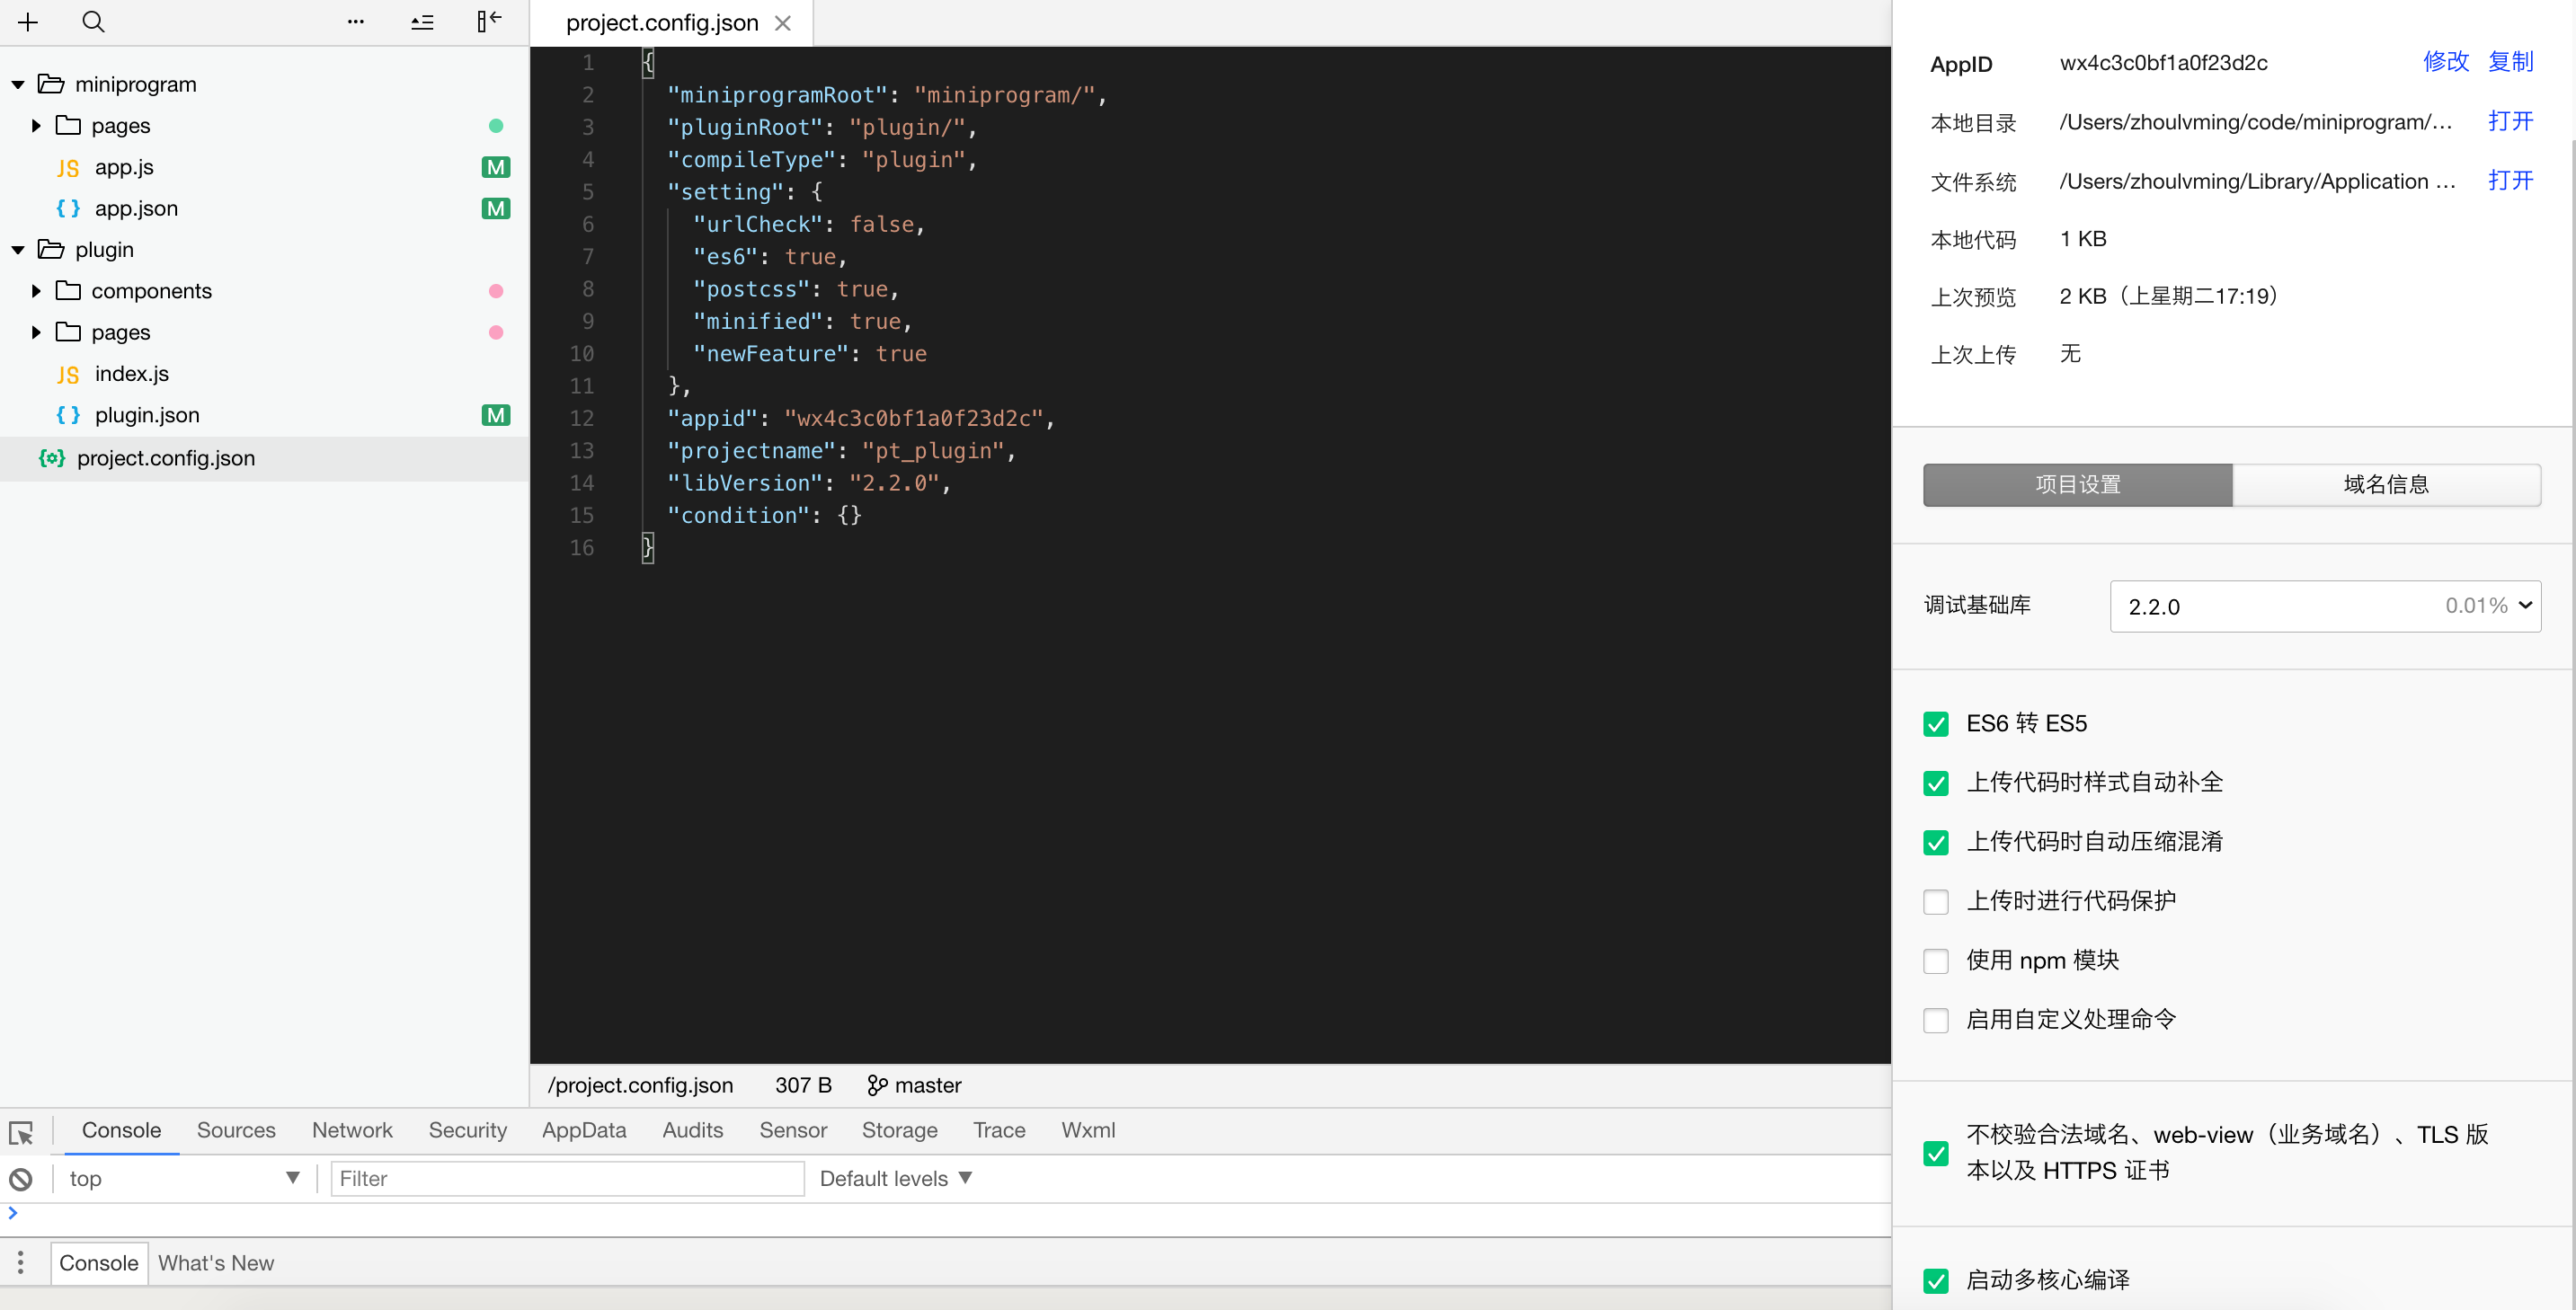 miniprogram
pages
JS app.js M
{ } app.json M
plugin
components
pages
JS index.js
{ } plugin.json M
project.config.json
project.config.json
1 {
2 "miniprogramRoot": "miniprogram/",
3 "pluginRoot": "plugin/",
4 "compileType": "plugin",
5 "setting": {
6 "urlCheck": false,
7 "es6": true,
8 "postcss": true,
9 "minified": true,
10 "newFeature": true
11 },
12 "appid": "wx4c3c0bf1a0f23d2c",
13 "projectname": "pt_plugin",
14 "libVersion": "2.2.0",
15 "condition": {}
16 }
/project.config.json 307 B master
Console Sources Network Security AppData Audits Sensor Storage Trace Wxml
top Filter Default levels
Console What's New
AppID wx4c3c0bf1a0f23d2c 修改 复制
本地目录 /Users/zhoulvming/code/miniprogram/... 打开
文件系统 /Users/zhoulvming/Library/Application ... 打开
本地代码 1 KB
上次预览 2 KB（上星期二17:19）
上次上传 无
项目设置 域名信息
调试基础库 2.2.0 0.01%
ES6 转 ES5
上传代码时样式自动补全
上传代码时自动压缩混淆
上传时进行代码保护
使用 npm 模块
启用自定义处理命令
不校验合法域名、web-view（业务域名）、TLS 版
本以及 HTTPS 证书
启动多核心编译